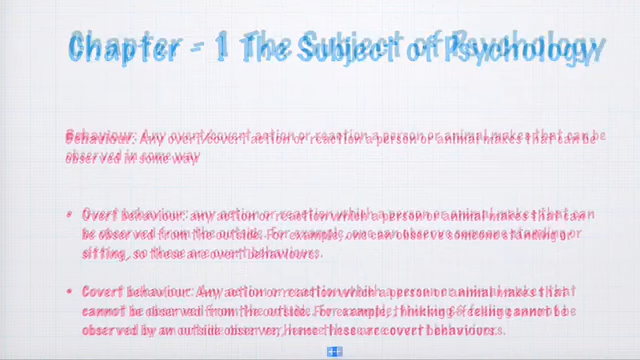 Chapter - 1 The Subject of Psychology
Behaviour: Any overt/covert action or reaction a person or animal makes that can be
observed in some way
• Overt behaviour: any action or reaction which a person or animal makes that can
be observed from the outside. For example, one can observe someone standing or
sitting, so these are overt behaviours.
• Covert behaviour: Any action or reaction which a person or animal makes that
cannot be observed from the outside. For example, thinking & feeling cannot be
observed by an outside observer, hence these are covert behaviours.